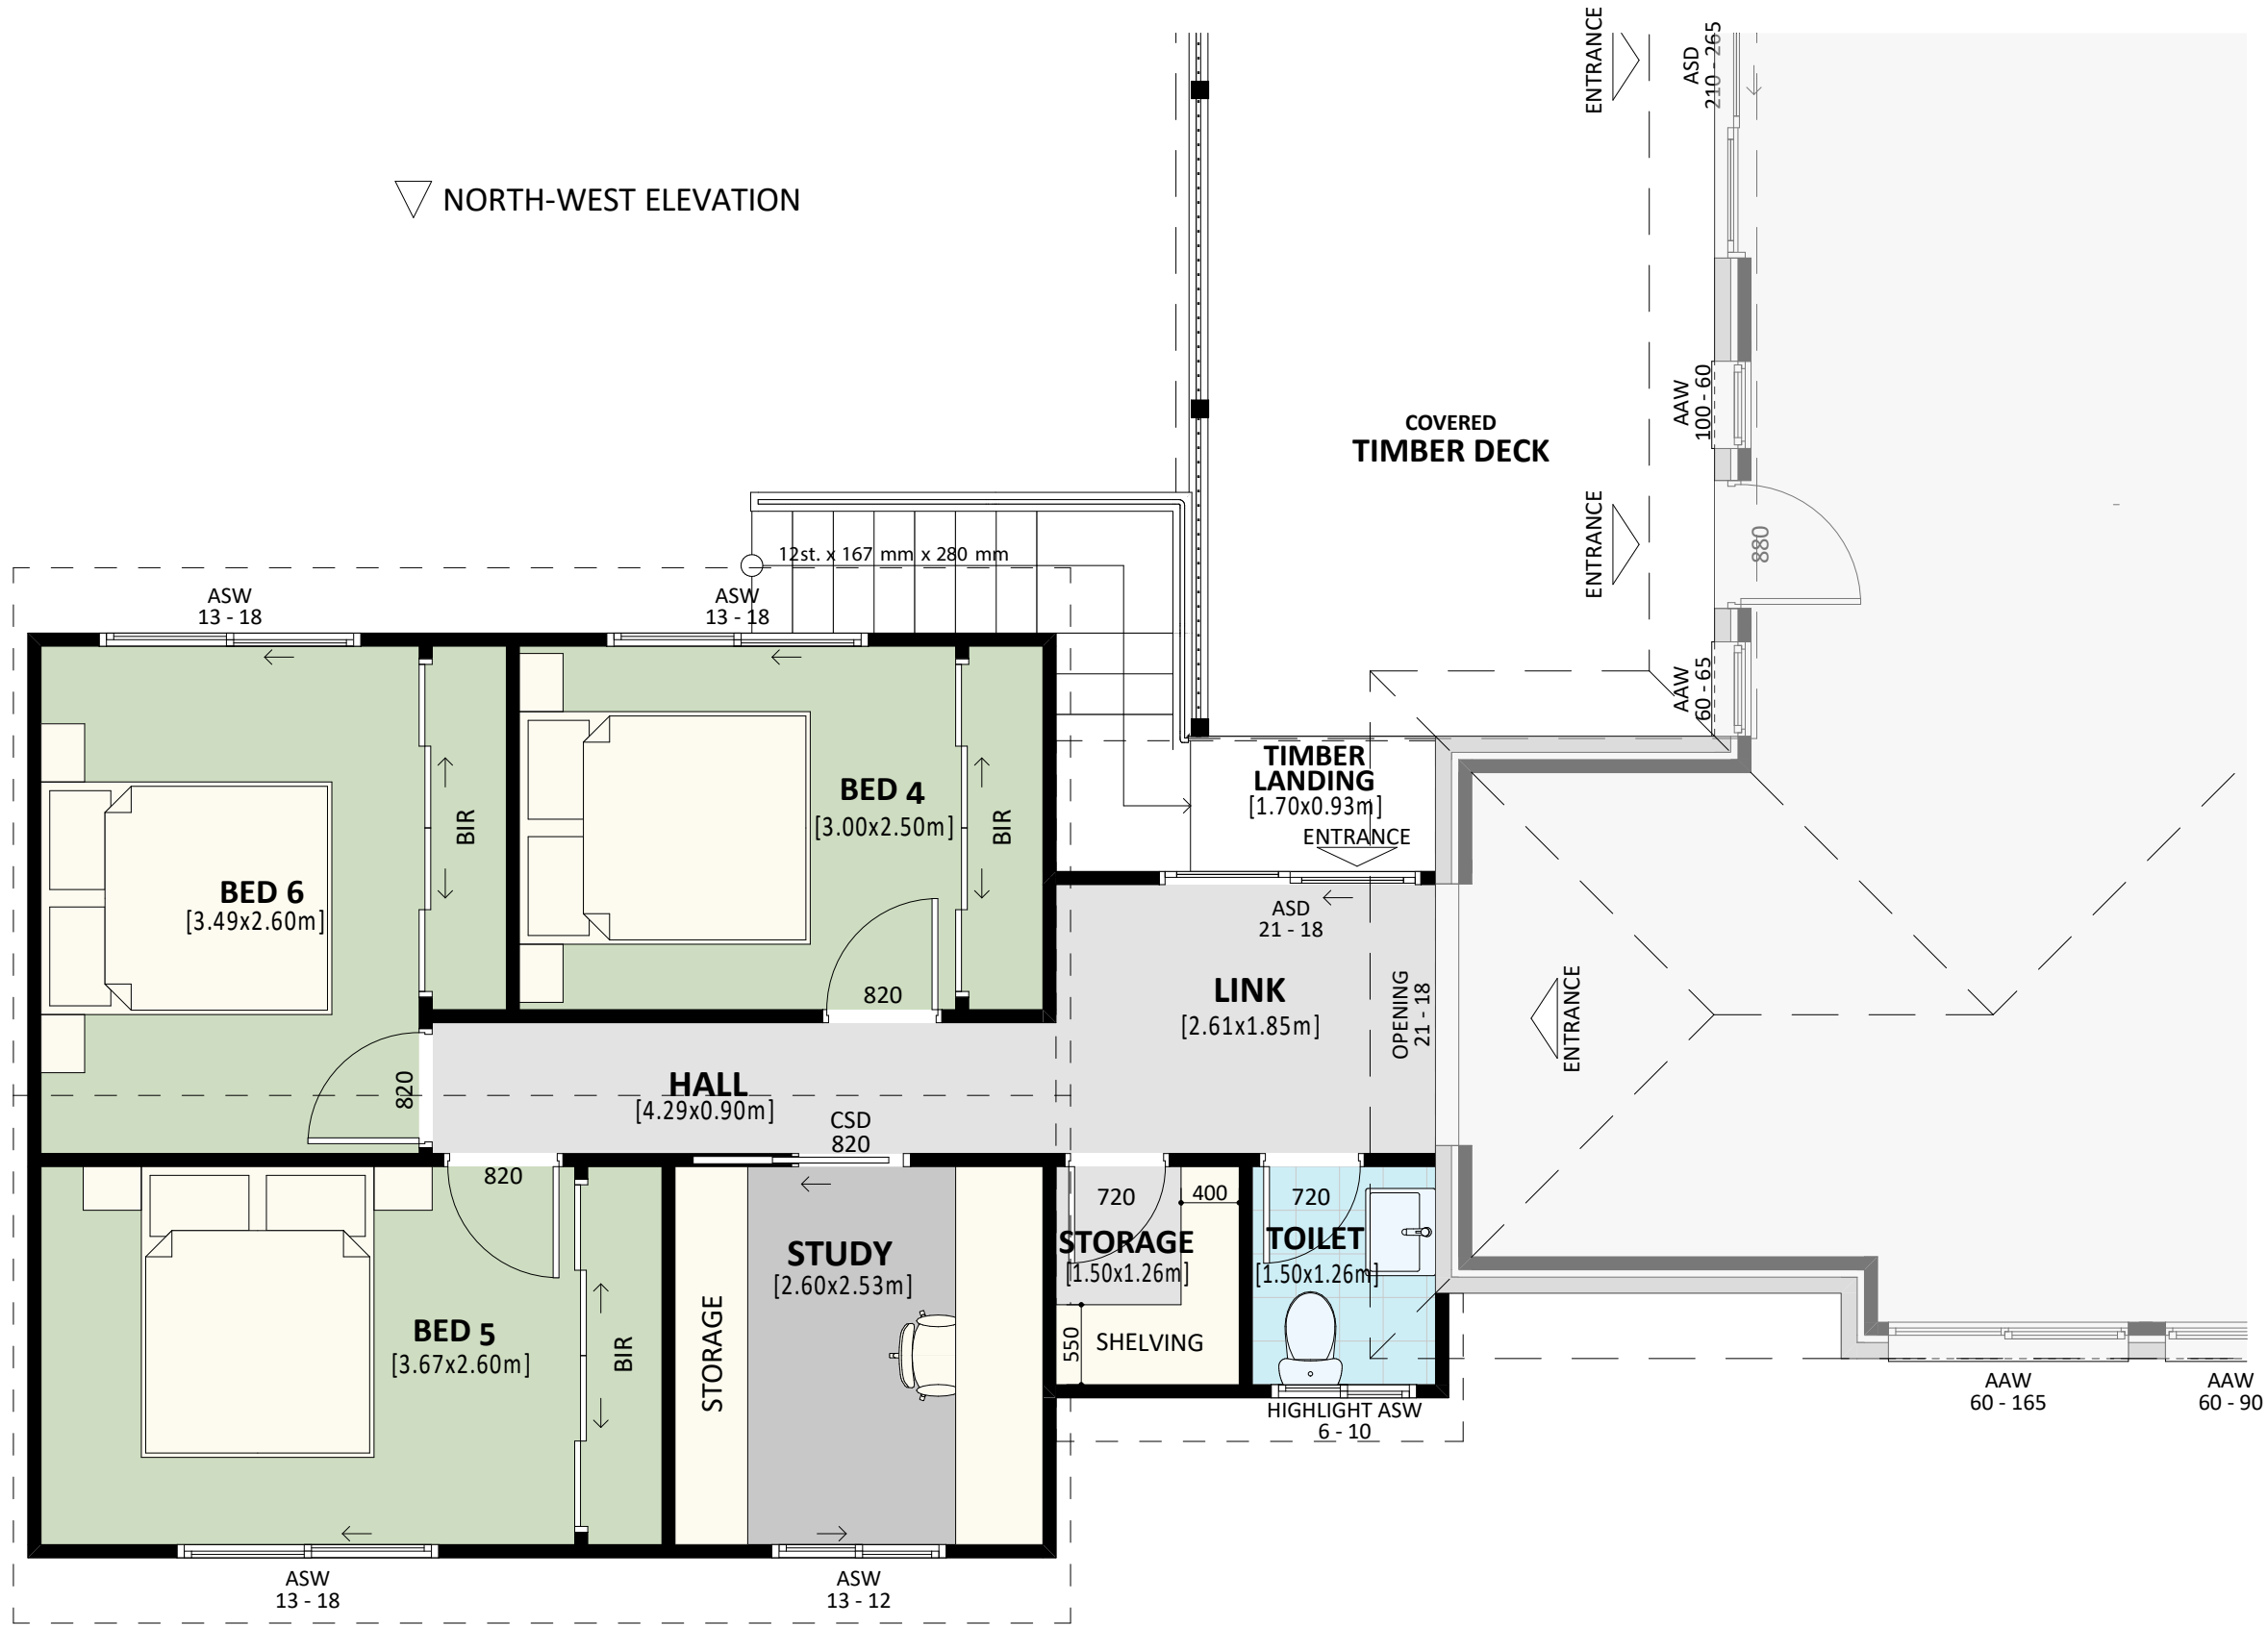 ENTRANCE
ASD
210 - 265
NORTH-WEST ELEVATION
AAW
100 - 60
COVERED
TIMBER DECK
ENTRANCE
880
12st. x 167 mm x 280 mm
ASW
13 - 18
ASW
13 - 18
AAW
60 - 65
TIMBER
LANDING
[1.70x0.93m]
ENTRANCE
BED 4
[3.00x2.50m]
BIR
BIR
BED 6
[3.49x2.60m]
820
ASD
21 - 18
LINK
[2.61x1.85m]
OPENING
21 - 18
ENTRANCE
820
HALL
[4.29x0.90m]
CSD
820
820
720
400
720
STUDY
[2.60x2.53m]
STORAGE
[1.50x1.26m]
TOILET
[1.50x1.26m]
BED 5
[3.67x2.60m]
BIR
STORAGE
550
SHELVING
HIGHLIGHT ASW
6 - 10
AAW
60 - 165
AAW
60 - 90
ASW
13 - 18
ASW
13 - 12